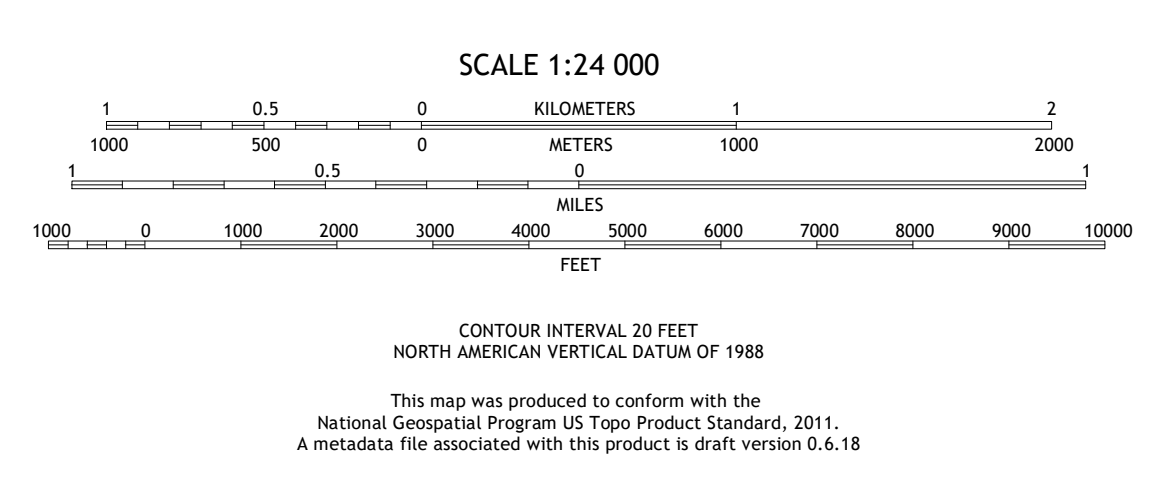 SCALE 1:24 000
1 0.5 0 KILOMETERS 1 2
1000 500 0 METERS 1000 2000
1 0.5 0 1
MILES
1000 0 1000 2000 3000 4000 5000 6000 7000 8000 9000 10000
FEET
CONTOUR INTERVAL 20 FEET
NORTH AMERICAN VERTICAL DATUM OF 1988
This map was produced to conform with the
National Geospatial Program US Topo Product Standard, 2011.
A metadata file associated with this product is draft version 0.6.18